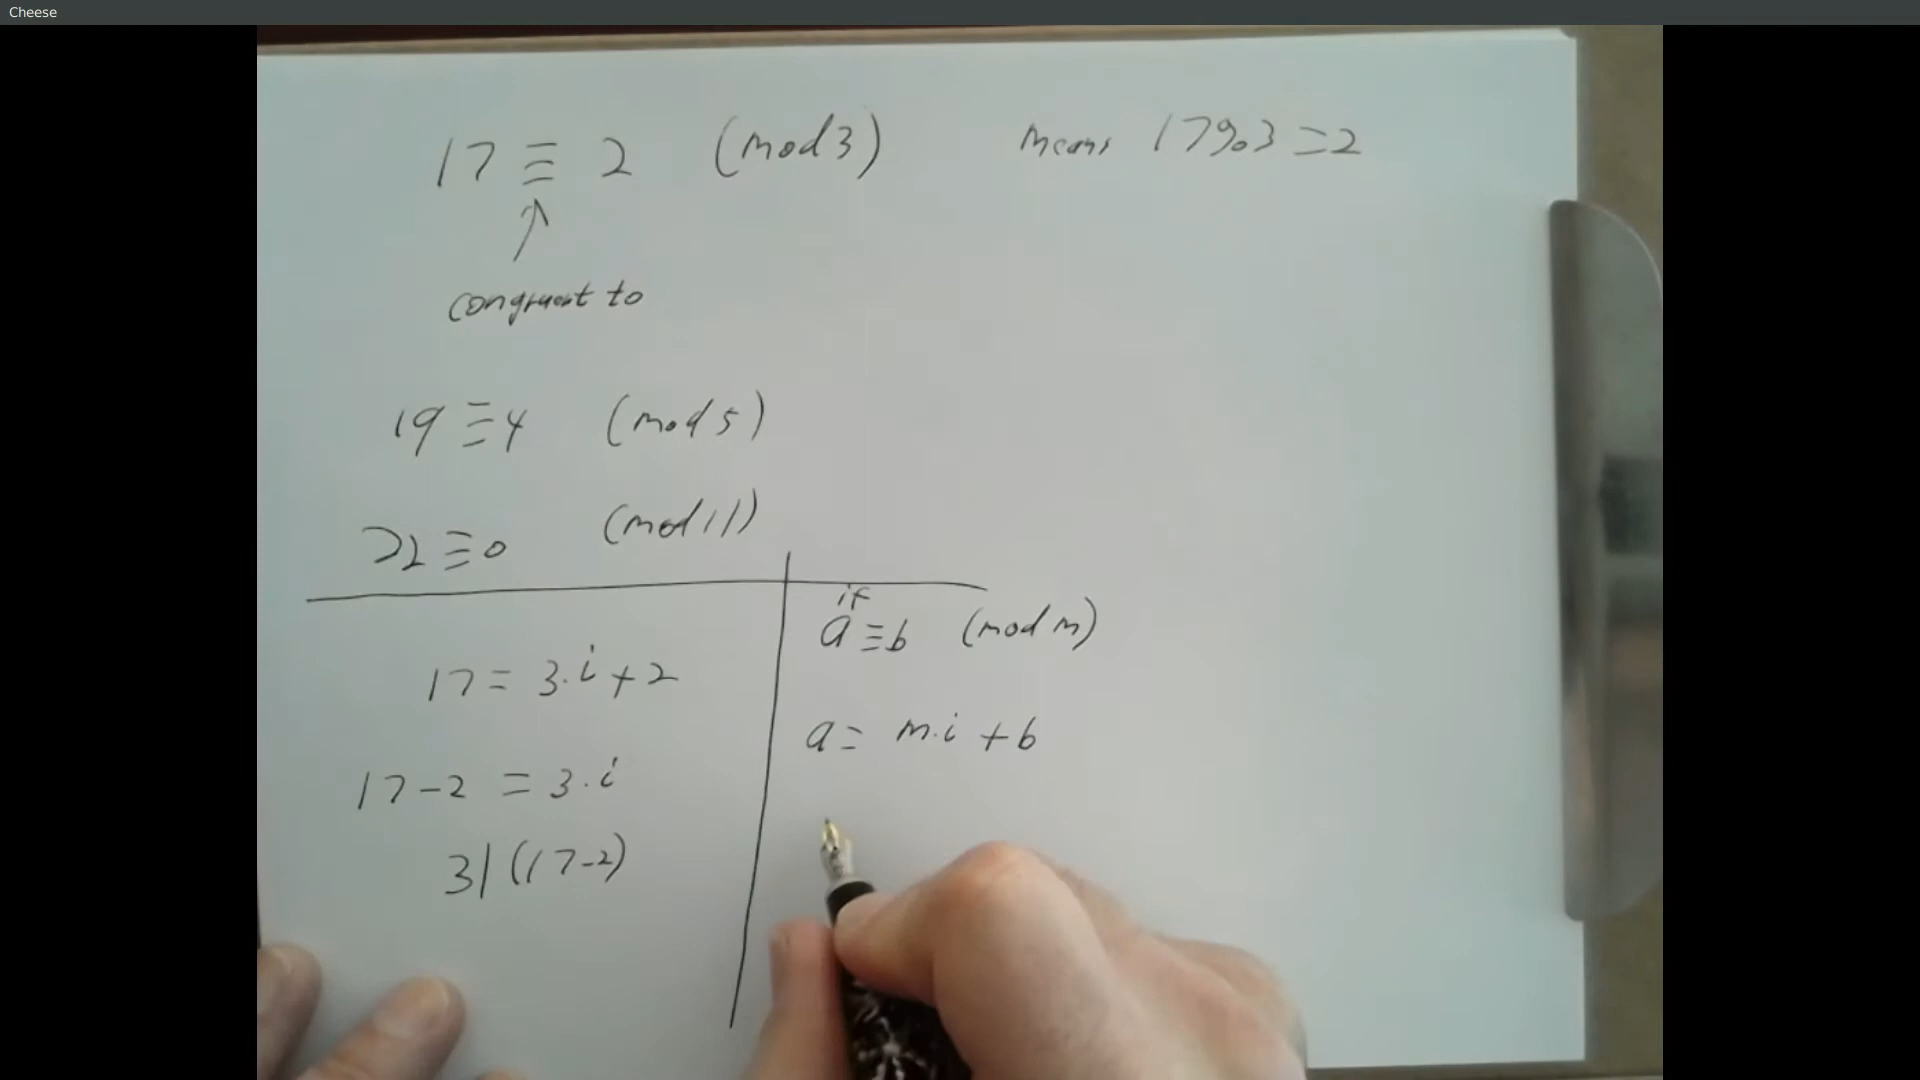 Cheese
17 ≡ 2 (mod 3) means 17%3 = 2
congruent to
19 ≡ 4 (mod 5)
22 ≡ 0 (mod 11)
17 = 3·i + 2
17 - 2 = 3·i
3|(17-2)
if
a ≡ b (mod m)
a = m·i + b